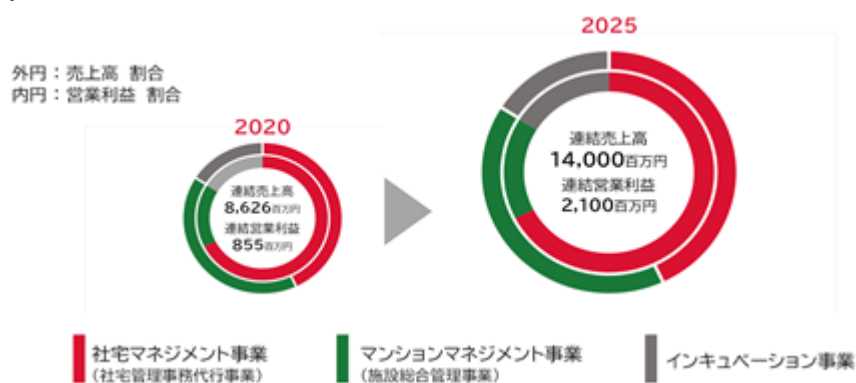 2025
外円：売上高 割合
内円：営業利益 割合
2020
連結売上高
8,626百万円
連結営業利益
855百万円
連結売上高
14,000百万円
連結営業利益
2,100百万円
社宅マネジメント事業
（社宅管理事務代行事業）
マンションマネジメント事業
（施設総合管理事業）
インキュベーション事業